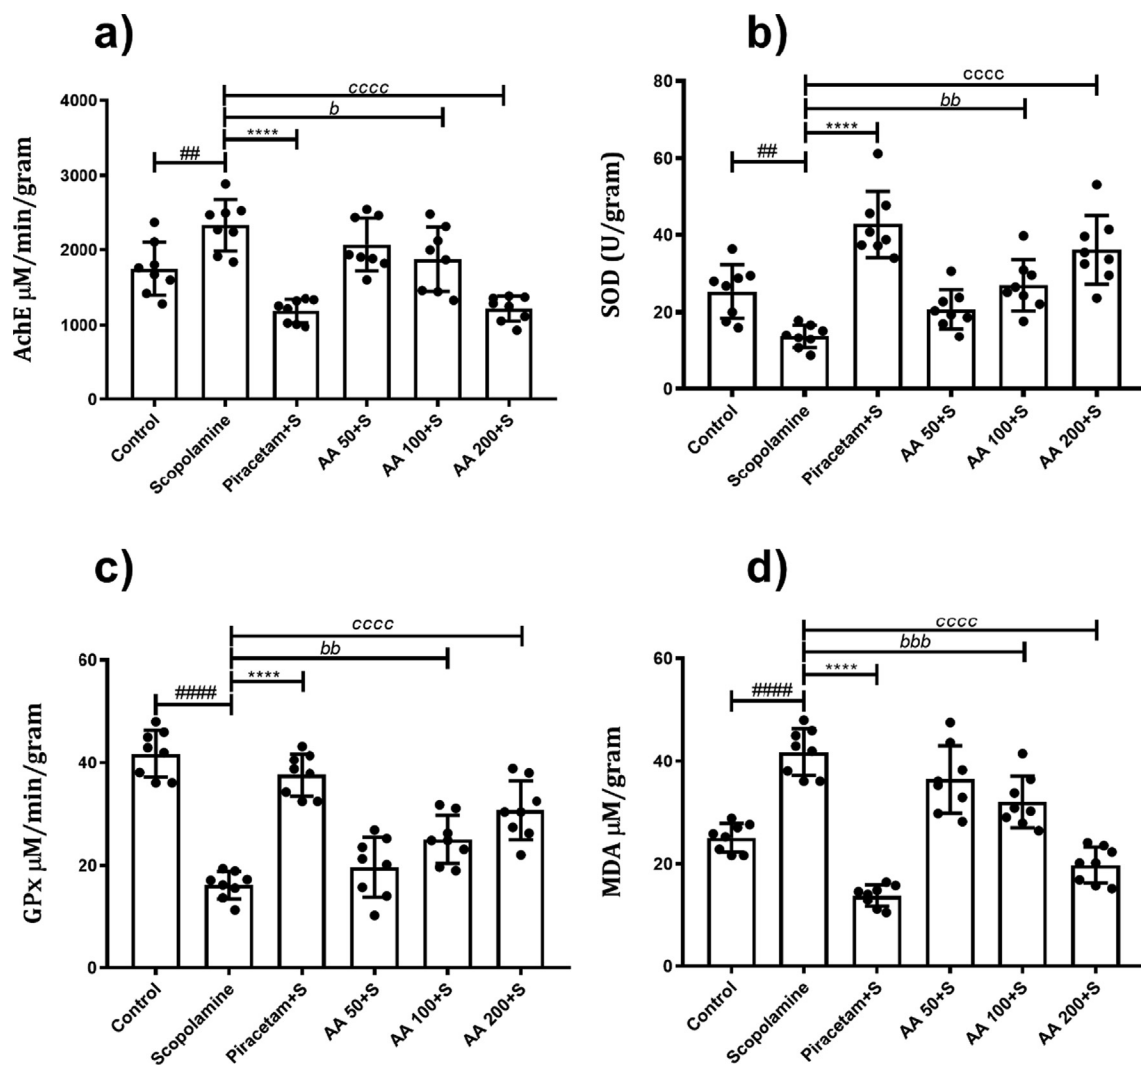 a)
cccc
b
****
##
4000
3000
2000
1000
0
AchE µM/min/gram
Control
Scopolamine
Piracetam+S
AA 50+S
AA 100+S
AA 200+S
b)
cccc
bb
****
##
80
60
40
20
0
SOD (U/gram)
Control
Scopolamine
Piracetam+S
AA 50+S
AA 100+S
AA 200+S
c)
cccc
bb
****
####
60
40
20
0
GPx µM/min/gram
Control
Scopolamine
Piracetam+S
AA 50+S
AA 100+S
AA 200+S
d)
cccc
bbb
****
####
60
40
20
0
MDA µM/gram
Control
Scopolamine
Piracetam+S
AA 50+S
AA 100+S
AA 200+S